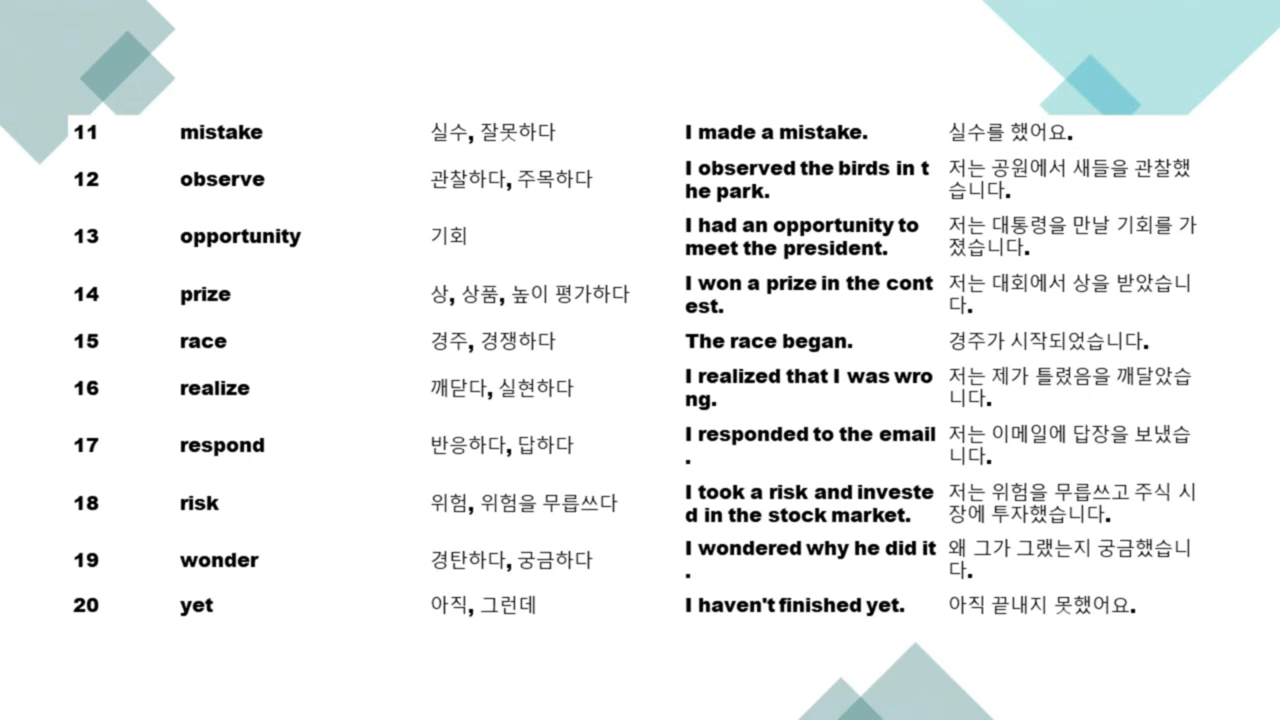 11 mistake 실수, 잘못하다 I made a mistake. 실수를 했어요.
12 observe 관찰하다, 주목하다 I observed the birds in t 저는 공원에서 새들을 관찰했
he park. 습니다.
13 opportunity 기회 I had an opportunity to 저는 대통령을 만날 기회를 가
meet the president. 졌습니다.
14 prize 상, 상품, 높이 평가하다 I won a prize in the cont 저는 대회에서 상을 받았습니
est. 다.
15 race 경주, 경쟁하다 The race began. 경주가 시작되었습니다.
16 realize 깨닫다, 실현하다 I realized that I was wro 저는 제가 틀렸음을 깨달았습
ng. 니다.
17 respond 반응하다, 답하다 I responded to the email 저는 이메일에 답장을 보냈습
. 니다.
18 risk 위험, 위험을 무릅쓰다 I took a risk and investe 저는 위험을 무릅쓰고 주식 시
d in the stock market. 장에 투자했습니다.
19 wonder 경탄하다, 궁금하다 I wondered why he did it 왜 그가 그랬는지 궁금했습니
. 다.
20 yet 아직, 그런데 I haven't finished yet. 아직 끝내지 못했어요.